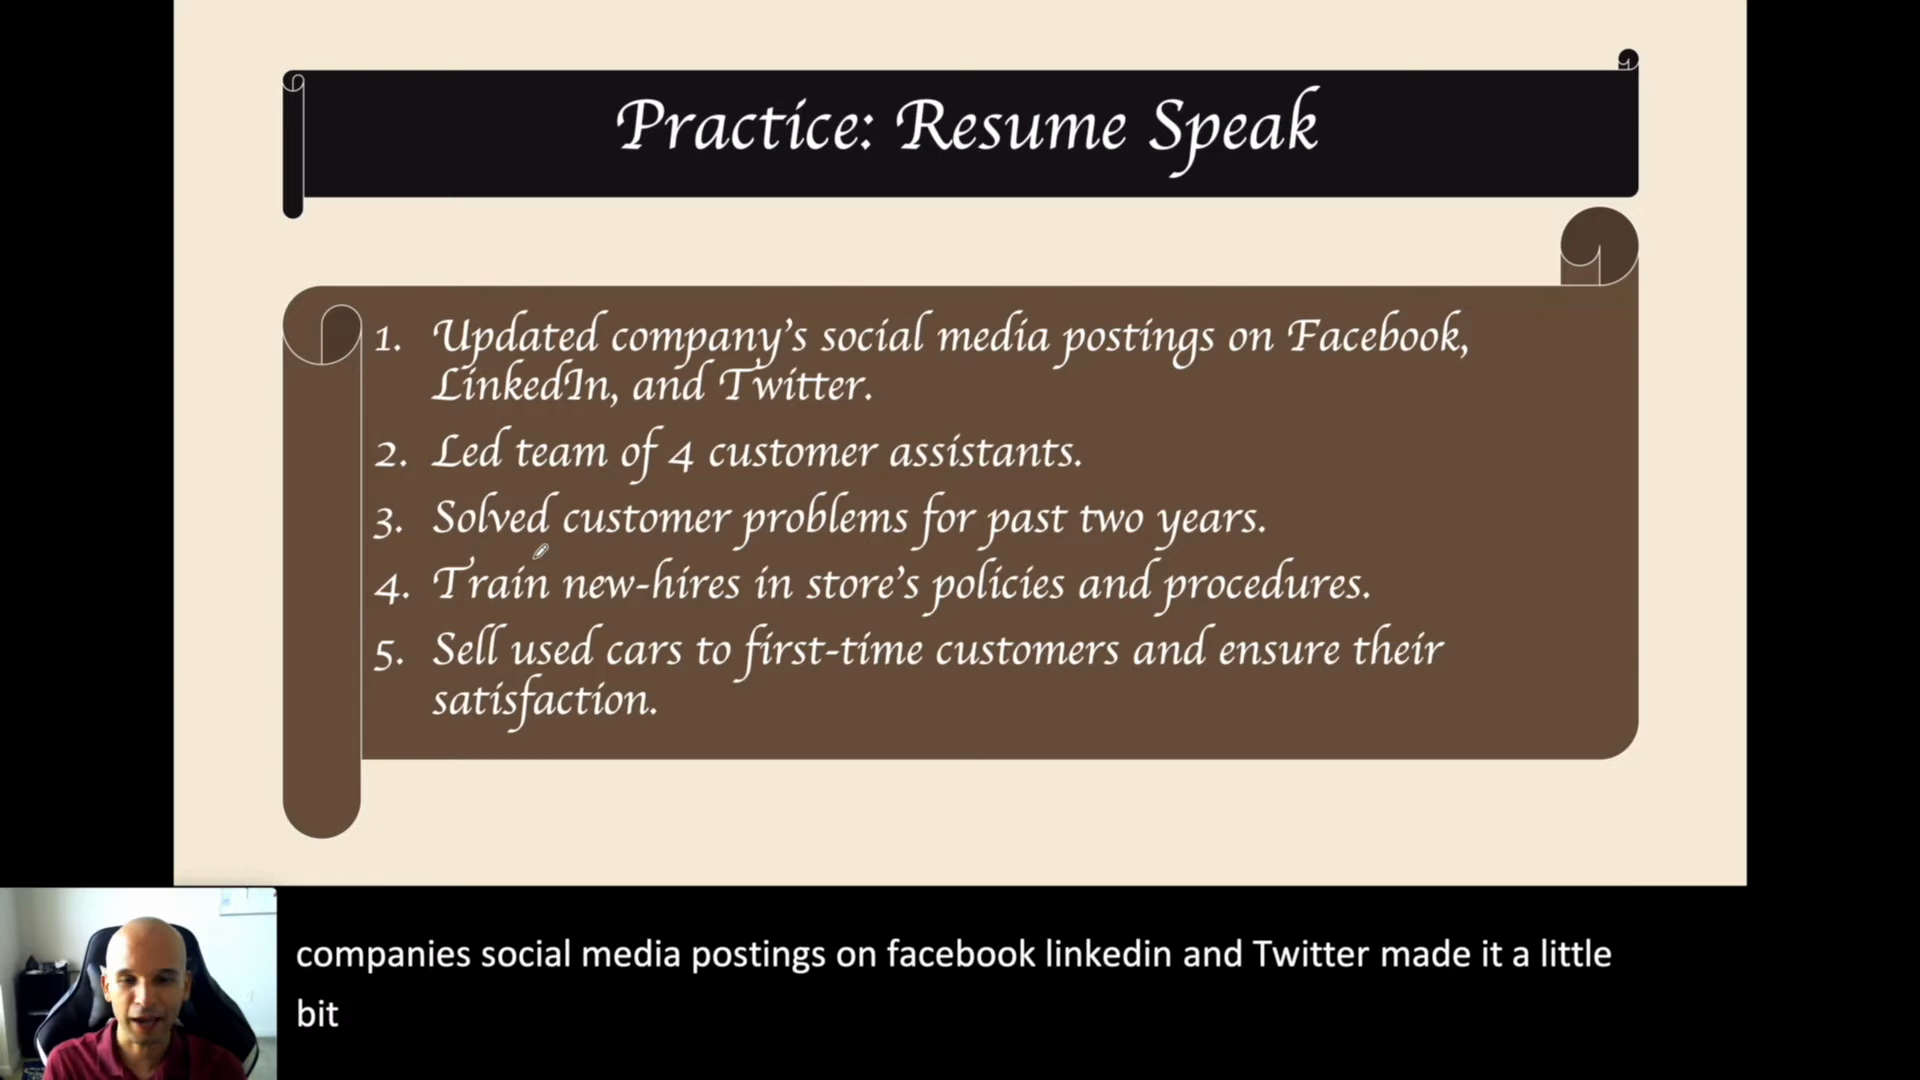 Practice: Resume Speak
1. Updated company's social media postings on Facebook,
LinkedIn, and Twitter.
2. Led team of 4 customer assistants.
3. Solved customer problems for past two years.
4. Train new-hires in store's policies and procedures.
5. Sell used cars to first-time customers and ensure their
satisfaction.
companies social media postings on facebook linkedin and Twitter made it a little
bit